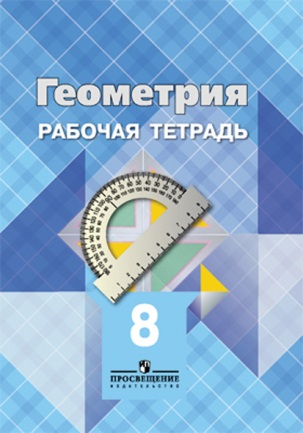 Геометрия
РАБОЧАЯ ТЕТРАДЬ
8
ПРОСВЕЩЕНИЕ
ИЗДАТЕЛЬСТВО